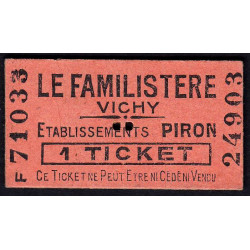 LE FAMILISTERE
VICHY
ETABLISSEMENTS PIRON
1 TICKET
CE TICKET NE PEUT ETRE NI CÉDÉ NI VENDU
F 71033
24903